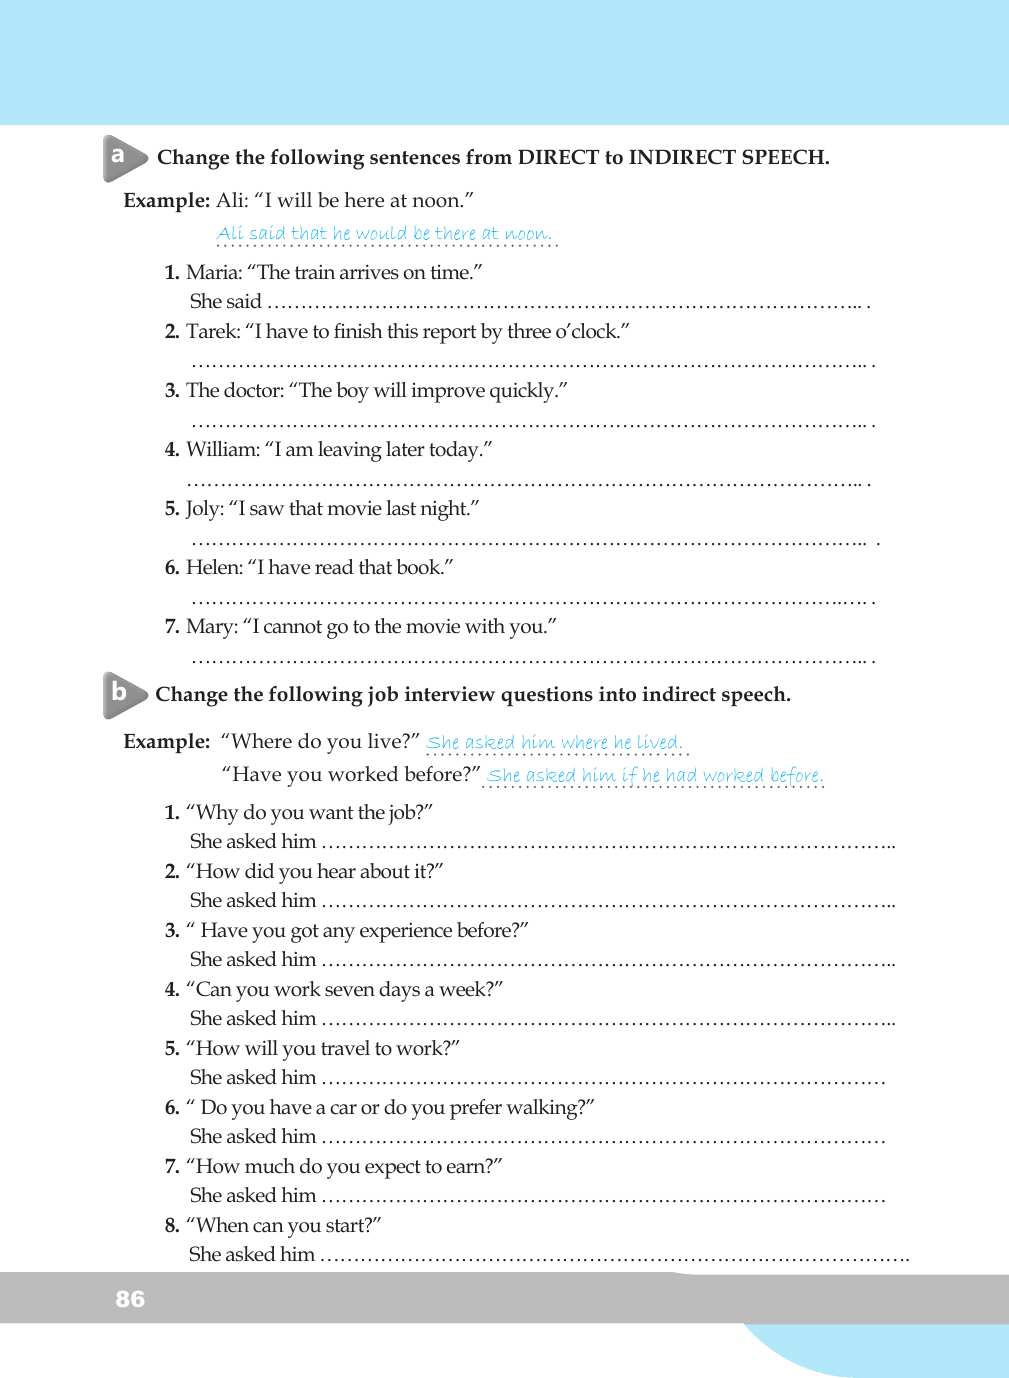 a Change the following sentences from DIRECT to INDIRECT SPEECH.
Example: Ali: “I will be here at noon.”
Ali said that he would be there at noon.
1. Maria: “The train arrives on time.”
She said ………………………………………………………………………….. .
2. Tarek: “I have to finish this report by three o’clock.”
…………………………………………………………………………………….. .
3. The doctor: “The boy will improve quickly.”
…………………………………………………………………………………….. .
4. William: “I am leaving later today.”
…………………………………………………………………………………….. .
5. Joly: “I saw that movie last night.”
…………………………………………………………………………………….. .
6. Helen: “I have read that book.”
………………………………………………………………………………….…. .
7. Mary: “I cannot go to the movie with you.”
…………………………………………………………………………………….. .
b Change the following job interview questions into indirect speech.
Example: “Where do you live?” She asked him where he lived.
“Have you worked before?” She asked him if he had worked before.
1. “Why do you want the job?”
She asked him ………………………………………………………………………..
2. “How did you hear about it?”
She asked him ………………………………………………………………………..
3. “ Have you got any experience before?”
She asked him ………………………………………………………………………..
4. “Can you work seven days a week?”
She asked him ………………………………………………………………………..
5. “How will you travel to work?”
She asked him ………………………………………………………………………
6. “ Do you have a car or do you prefer walking?”
She asked him ………………………………………………………………………
7. “How much do you expect to earn?”
She asked him ………………………………………………………………………
8. “When can you start?”
She asked him ………………………………………………………………………….
86